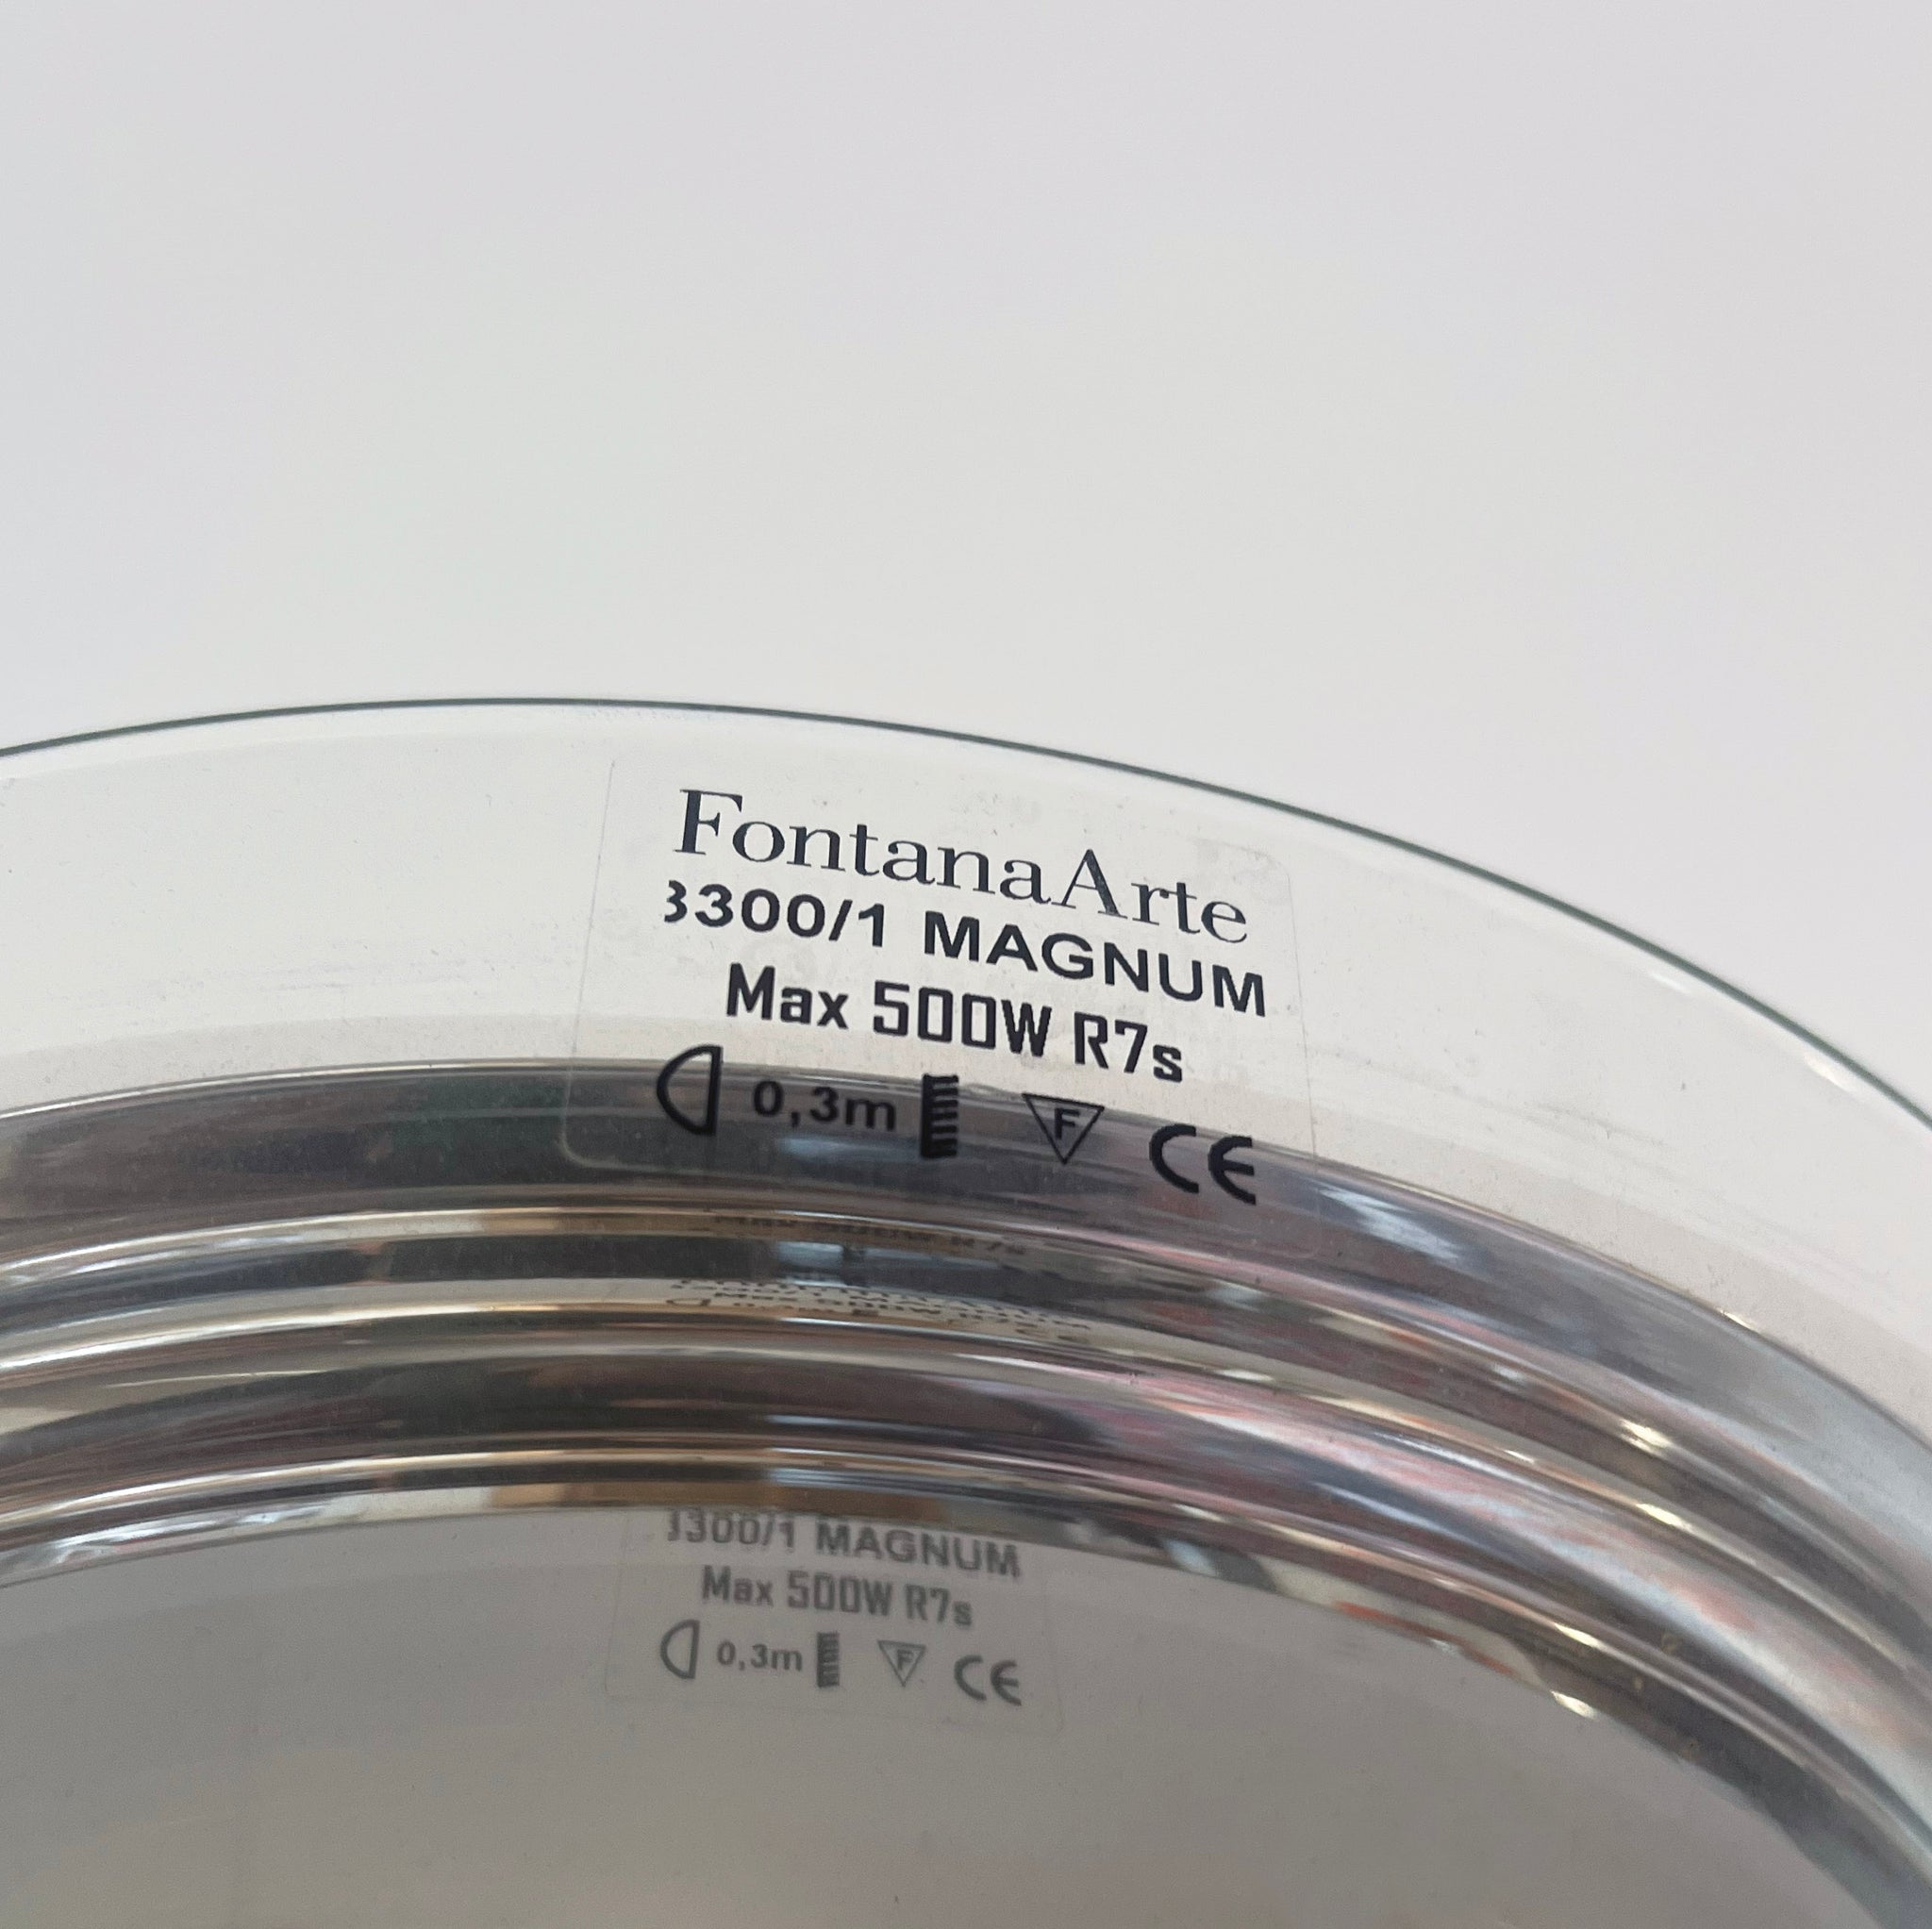 FontanaArte
3300/1 MAGNUM
Max 500W R7s
0,3m F CE
3300/1 MAGNUM
Max 500W R7s
0,3m F CE